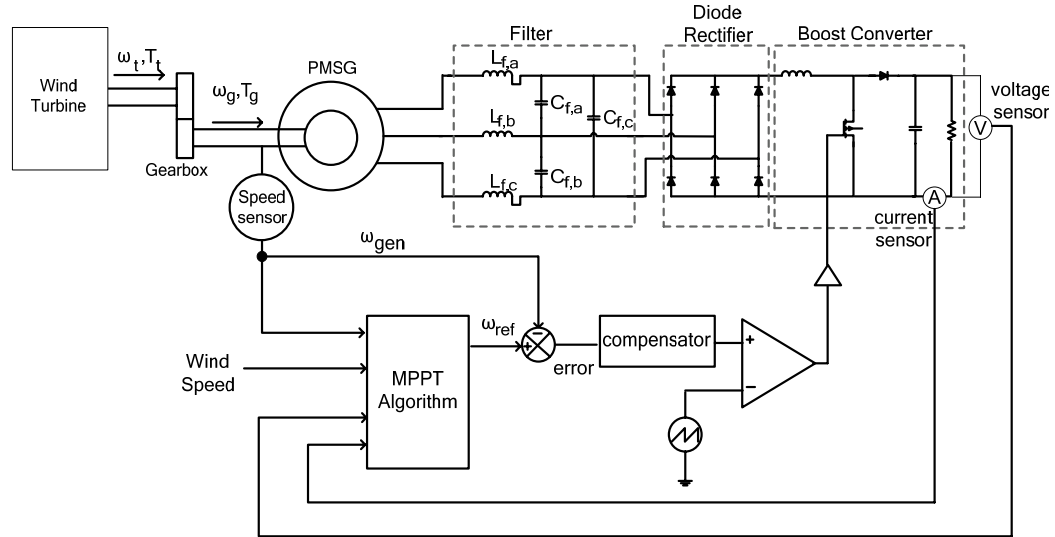 Diode
Rectifier
Filter
Boost Converter
Wind
Turbine
ωt,Tt
ωg,Tg
PMSG
Gearbox
Lf,a
Lf,b
Lf,c
Cf,a
Cf,c
Cf,b
voltage
sensor
V
A
current
sensor
Speed
sensor
ωgen
ωref
+
−
error
compensator
+
−
Wind
Speed
MPPT
Algorithm